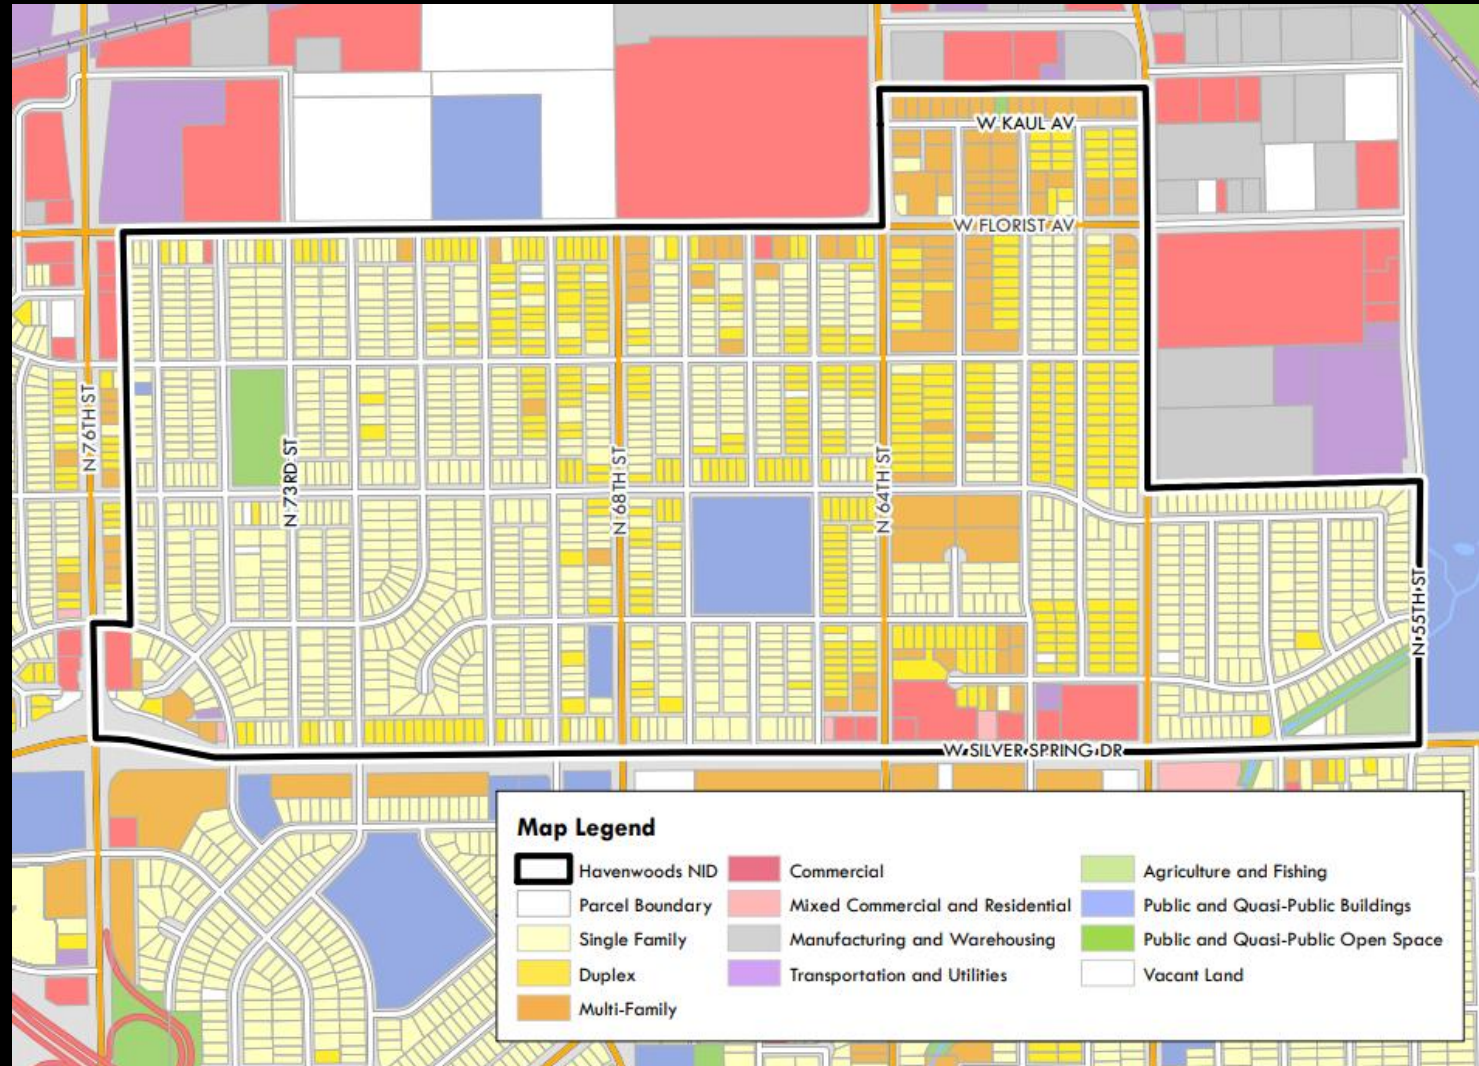 W KAUL AV
W FLORIST AV
N 76TH ST
N 73RD ST
N 68TH ST
N 64TH ST
N 55TH ST
W SILVER SPRING DR
Map Legend
Havenwoods NID
Parcel Boundary
Single Family
Duplex
Multi-Family
Commercial
Mixed Commercial and Residential
Manufacturing and Warehousing
Transportation and Utilities
Agriculture and Fishing
Public and Quasi-Public Buildings
Public and Quasi-Public Open Space
Vacant Land